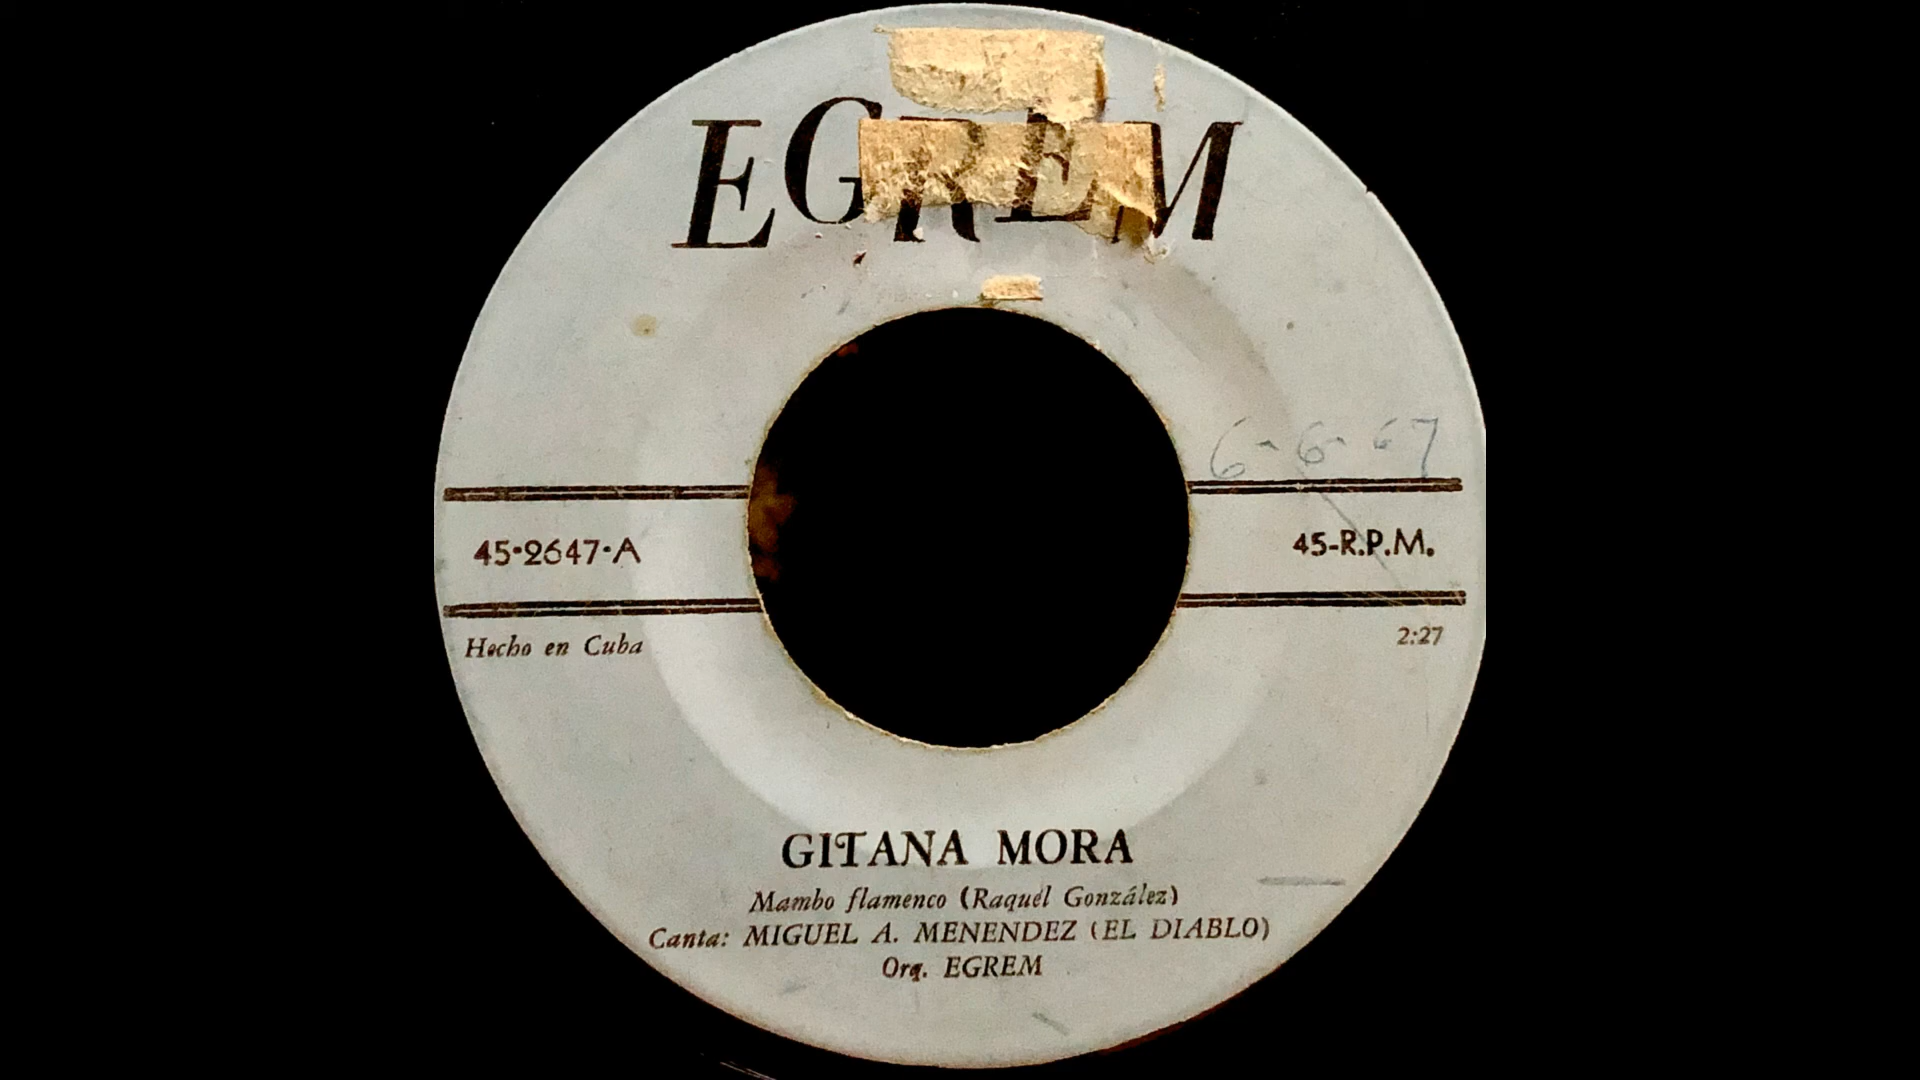 EGREM
6-6-67
45•2647•A
45-R.P.M.
Hecho en Cuba
2:27
GITANA MORA
Mambo flamenco (Raquel González)
Canta: MIGUEL A. MENENDEZ (EL DIABLO)
Orq. EGREM